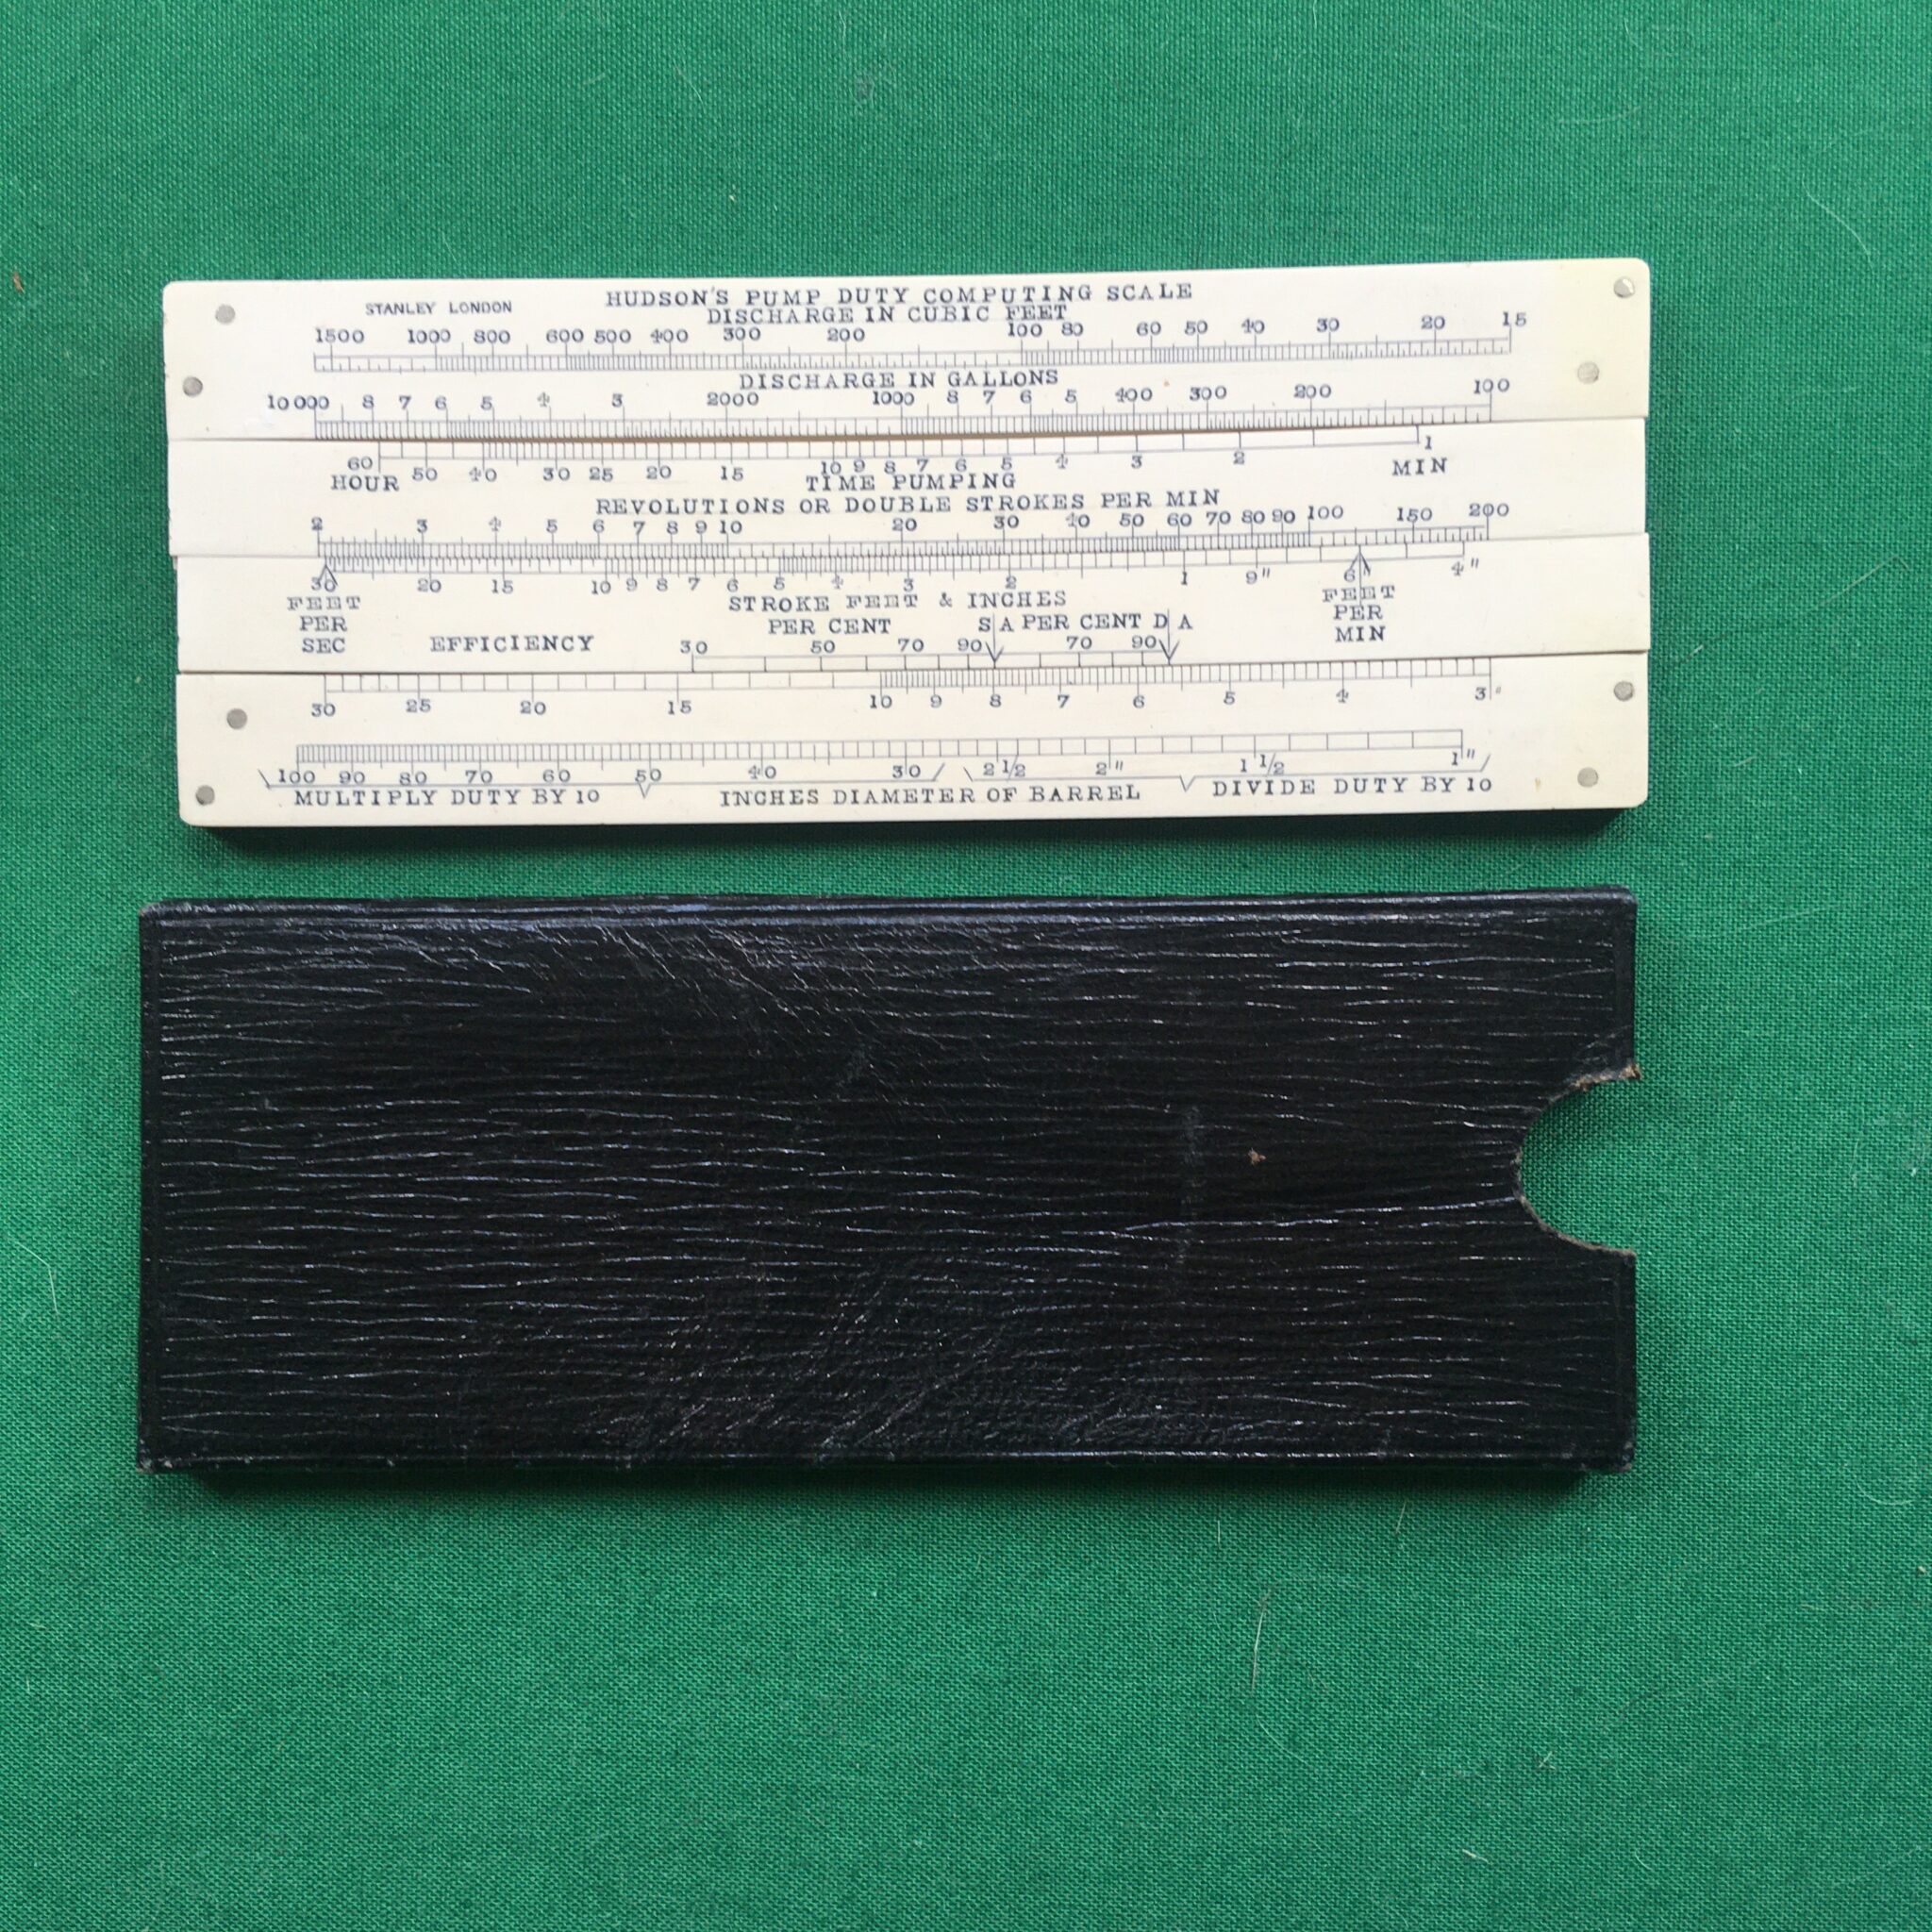 HUDSON'S PUMP DUTY COMPUTING SCALE
STANLEY LONDON
DISCHARGE IN CUBIC FEET
1500 1000 800 600 500 400 300 200 100 80 60 50 40 30 20 15
DISCHARGE IN GALLONS
10 000 8 7 6 5 4 3 2000 1000 8 7 6 5 400 300 200 100
60 50 40 30 25 20 15 10 9 8 7 6 5 4 3 2 1
HOUR TIME PUMPING MIN
REVOLUTIONS OR DOUBLE STROKES PER MIN
2 3 4 5 6 7 8 9 10 20 30 40 50 60 70 80 90 100 150 200
30 20 15 10 9 8 7 6 5 4 3 2 1 9" 6" 4"
FEET PER SEC
STROKE FEET & INCHES
FEET PER MIN
EFFICIENCY
PER CENT S A PER CENT D A
30 50 70 90 70 90
30 25 20 15 10 9 8 7 6 5 4 3"
100 90 80 70 60 50 40 30 2 1/2 2" 1 1/2 1"
MULTIPLY DUTY BY 10 INCHES DIAMETER OF BARREL DIVIDE DUTY BY 10